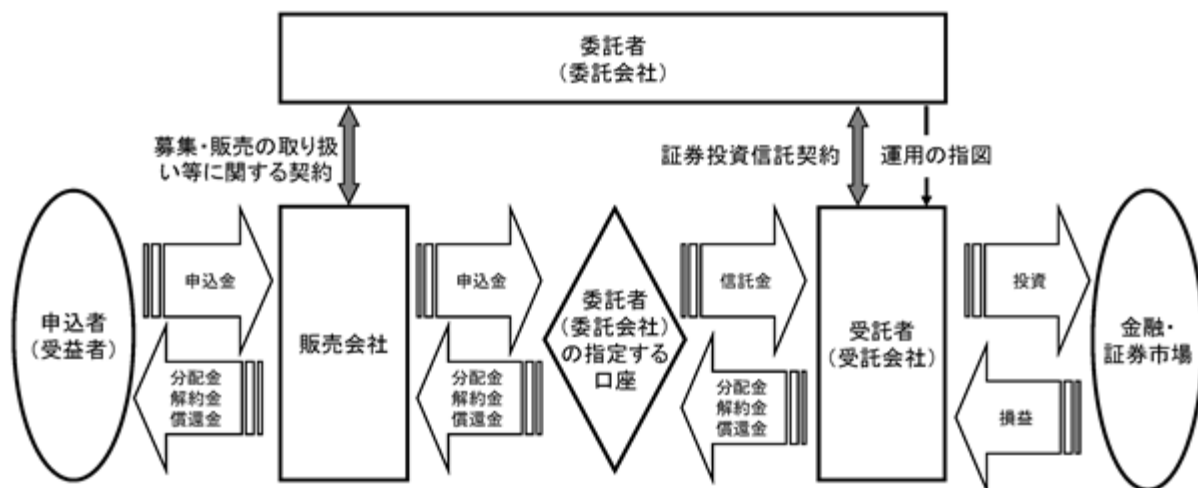 委託者
（委託会社）
募集・販売の取り扱
い等に関する契約
証券投資信託契約
運用の指図
申込者
（受益者）
申込金
分配金
解約金
償還金
販売会社
申込金
分配金
解約金
償還金
委託者
（委託会社）
の指定する
口座
信託金
分配金
解約金
償還金
受託者
（受託会社）
投資
損益
金融・
証券市場